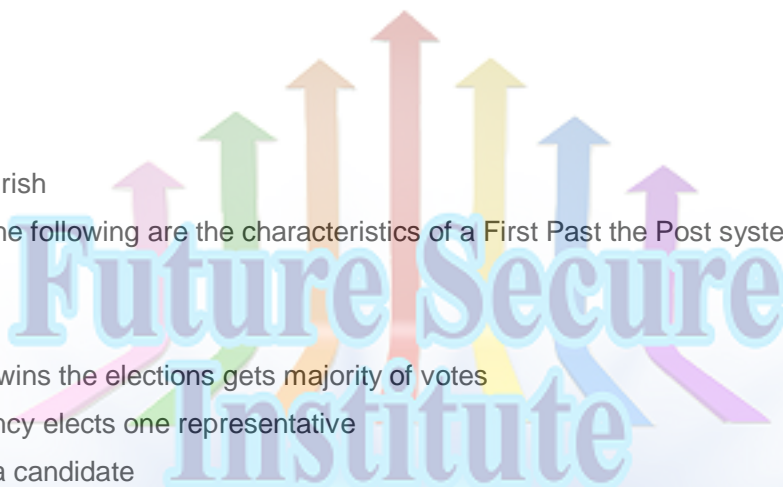 rish
he following are the characteristics of a First Past the Post syste
Future Secure
wins the elections gets majority of votes
ncy elects one representative
a candidate
Institute